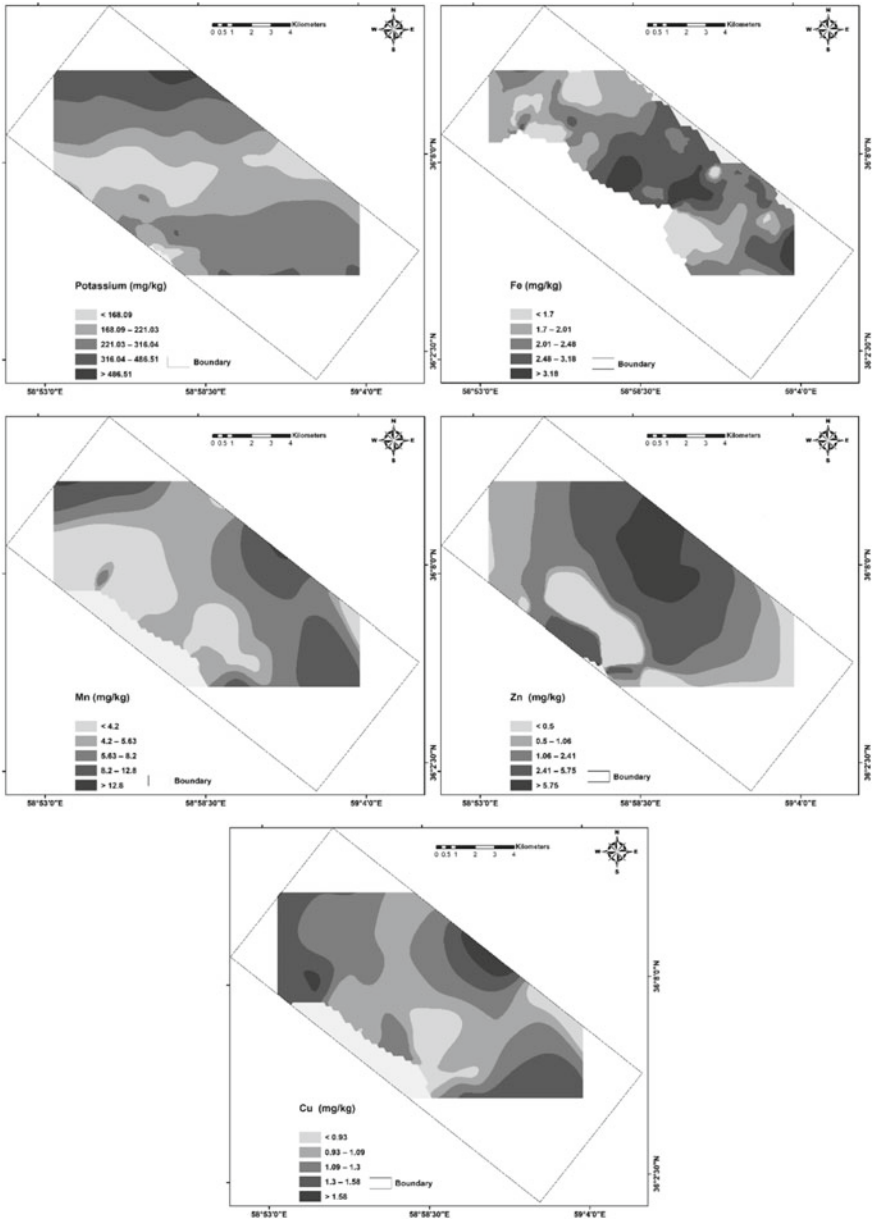 Kilometers
0 0.5 1 2 3 4
N
W E
S
36°8'0"N
Potassium (mg/kg)
< 168.09
168.09 – 221.03
221.03 – 316.04
316.04 – 486.51
> 486.51
Boundary
36°2'30"N
58°53'0"E 58°58'30"E 59°4'0"E
Kilometers
0 0.5 1 2 3 4
N
W E
S
36°8'0"N
Fe (mg/kg)
< 1.7
1.7 – 2.01
2.01 – 2.48
2.48 – 3.18
> 3.18
Boundary
36°2'30"N
58°53'0"E 58°58'30"E 59°4'0"E
Kilometers
0 0.5 1 2 3 4
N
W E
S
36°8'0"N
Mn (mg/kg)
< 4.2
4.2 – 5.63
5.63 – 8.2
8.2 – 12.8
> 12.8
Boundary
36°2'30"N
58°53'0"E 58°58'30"E 59°4'0"E
Kilometers
0 0.5 1 2 3 4
N
W E
S
36°8'0"N
Zn (mg/kg)
< 0.5
0.5 – 1.06
1.06 – 2.41
2.41 – 5.75
> 5.75
Boundary
36°2'30"N
58°53'0"E 58°58'30"E 59°4'0"E
Kilometers
0 0.5 1 2 3 4
N
W E
S
36°8'0"N
Cu (mg/kg)
< 0.93
0.93 – 1.09
1.09 – 1.3
1.3 – 1.58
> 1.58
Boundary
36°2'30"N
58°53'0"E 58°58'30"E 59°4'0"E